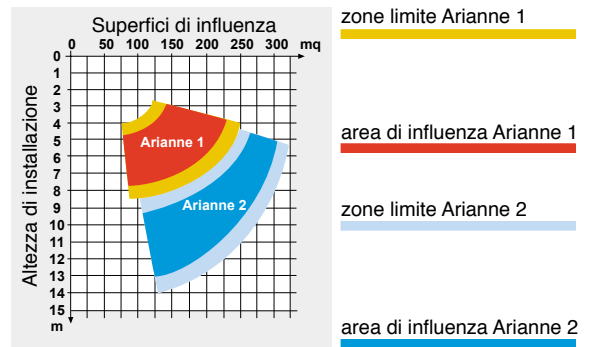 Superfici di influenza
0 50 100 150 200 250 300 mq
Altezza di installazione
0
1
2
3
4
5
6
7
8
9
10
11
12
13
14
15
m
Arianne 1
Arianne 2
zone limite Arianne 1
area di influenza Arianne 1
zone limite Arianne 2
area di influenza Arianne 2